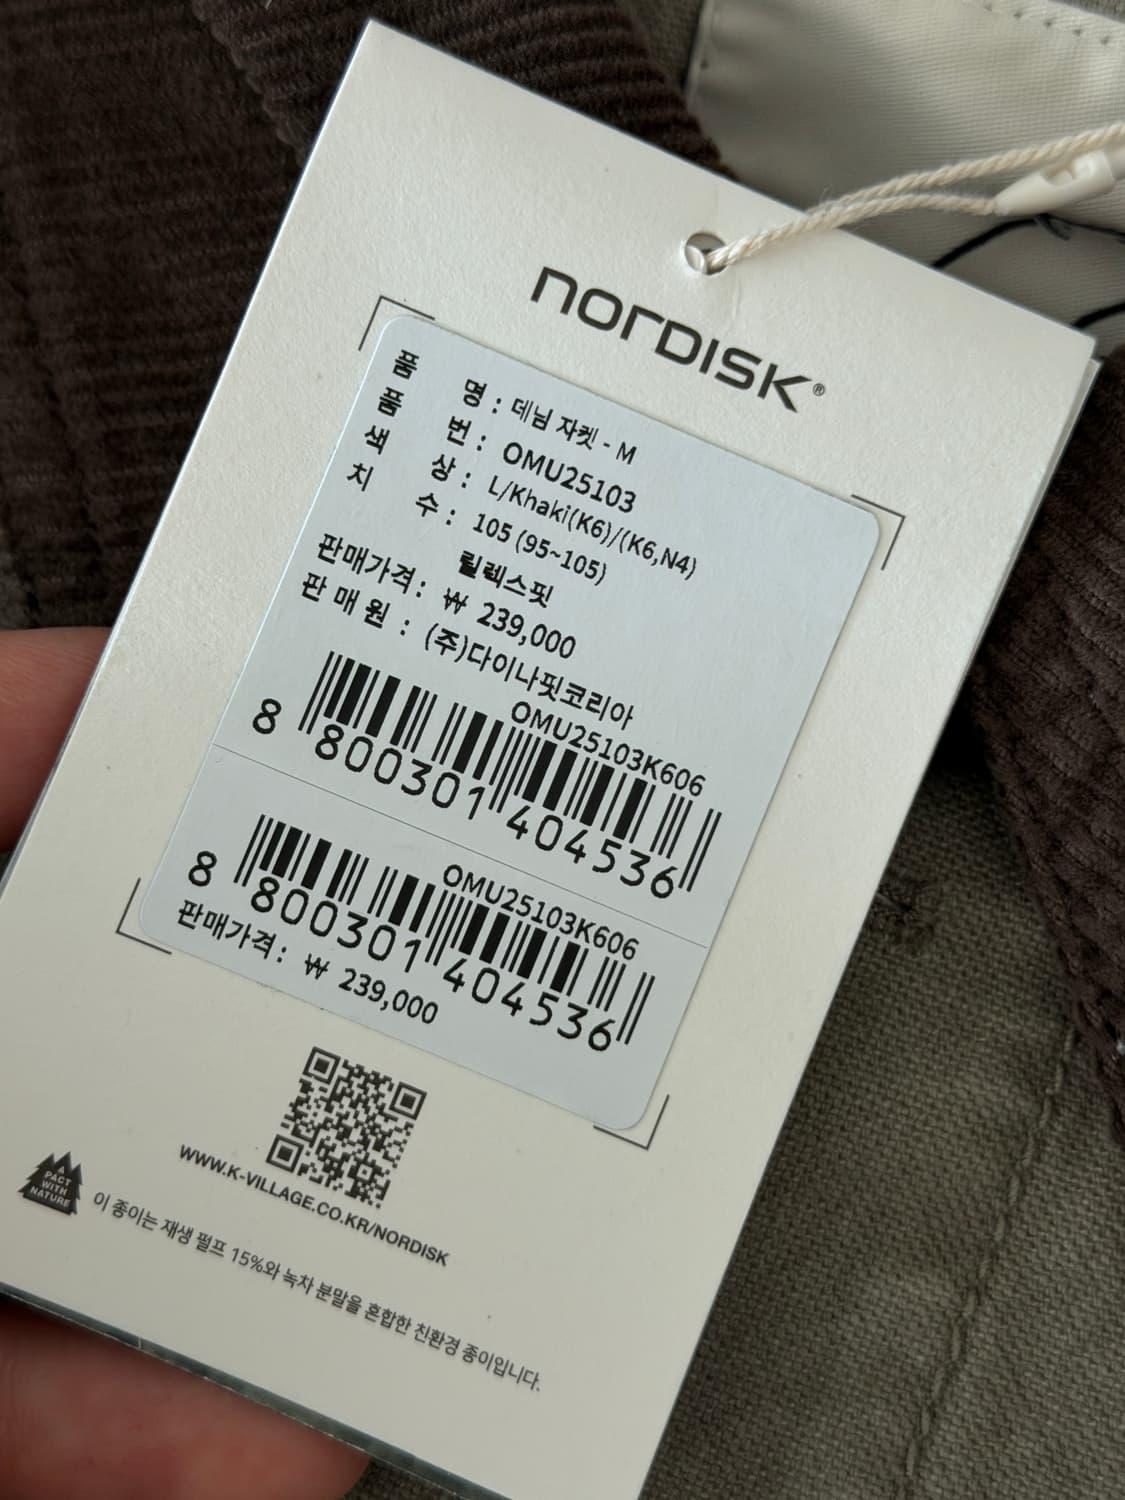 nORDISK®
품 명 : 데님 자켓 - M
품 번 : OMU25103
색 상 : L/Khaki(K6)/(K6,N4)
치 수 : 105 (95~105)
릴렉스핏
판매가격 : ₩ 239,000
판 매 원 : (주)다이나핏코리아
OMU25103K606
8 800301 404536
OMU25103K606
8 800301 404536
판매가격 : ₩ 239,000
WWW.K-VILLAGE.CO.KR/NORDISK
A PACT WITH NATURE
이 종이는 재생 펄프 15%와 녹차 분말을 혼합한 친환경 종이입니다.